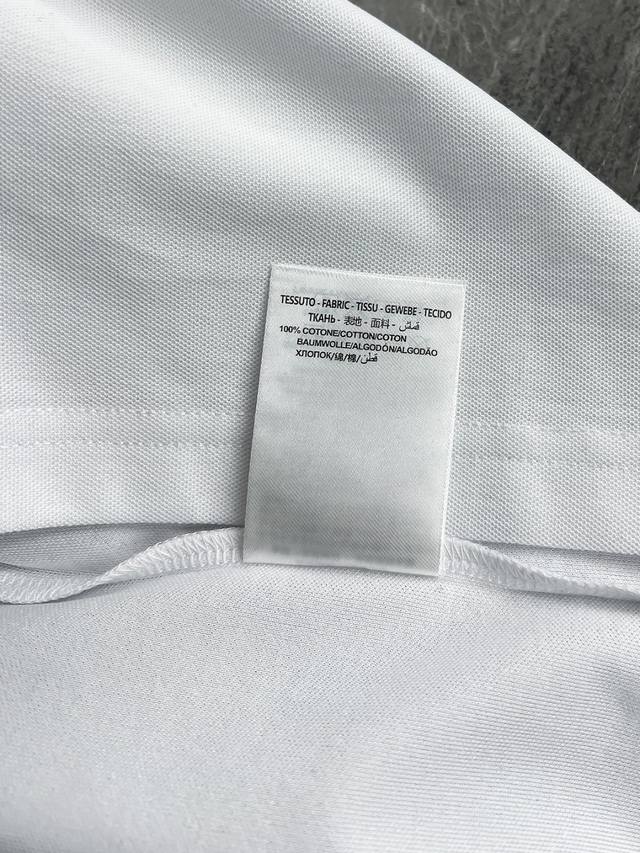 TESSUTO - FABRIC - TISSU - GEWEBE - TECIDO
ТКАНЬ - 表地 - 面料 - قماش
100% COTONE/COTTON/COTON
BAUMWOLLE/ALGODÓN/ALGODÃO
ХЛОПОК/綿/棉/قطن